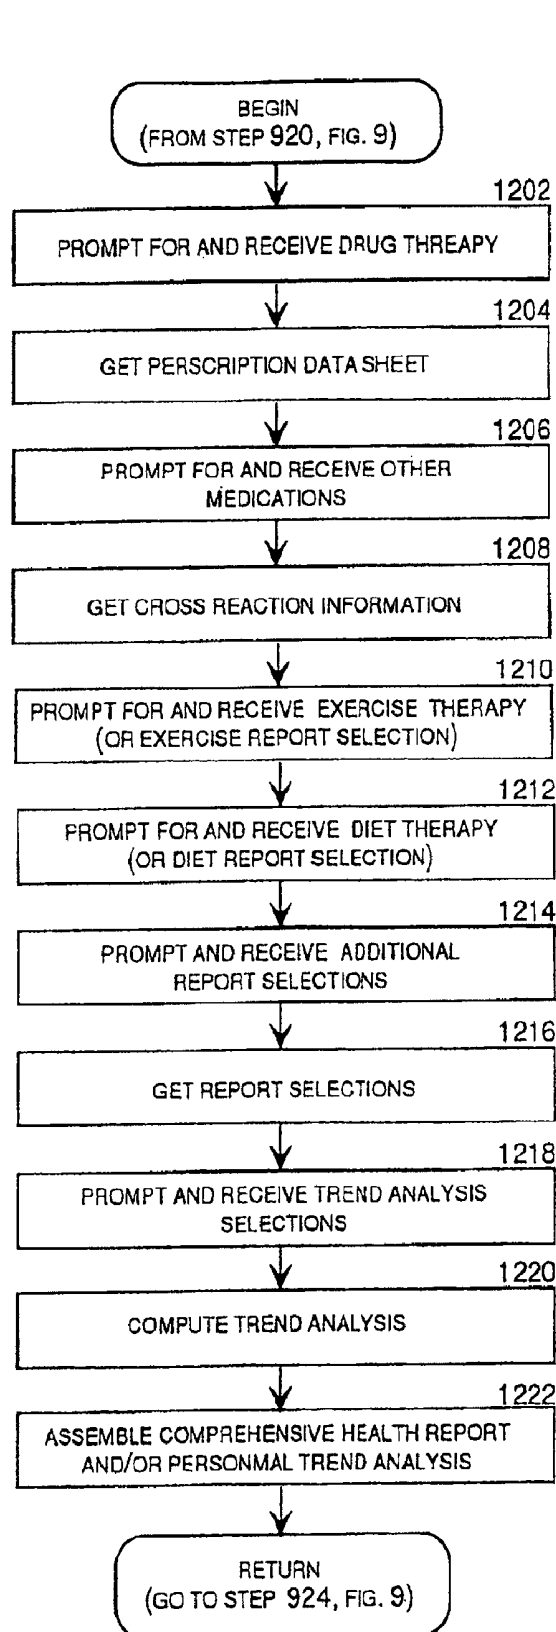 BEGIN
(FROM STEP 920, FIG. 9)
1202
PROMPT FOR AND RECEIVE DRUG THREAPY
1204
GET PERSCRIPTION DATA SHEET
1206
PROMPT FOR AND RECEIVE OTHER
MEDICATIONS
1208
GET CROSS REACTION INFORMATION
1210
PROMPT FOR AND RECEIVE EXERCISE THERAPY
(OR EXERCISE REPORT SELECTION)
1212
PROMPT FOR AND RECEIVE DIET THERAPY
(OR DIET REPORT SELECTION)
1214
PROMPT AND RECEIVE ADDITIONAL
REPORT SELECTIONS
1216
GET REPORT SELECTIONS
1218
PROMPT AND RECEIVE TREND ANALYSIS
SELECTIONS
1220
COMPUTE TREND ANALYSIS
1222
ASSEMBLE COMPREHENSIVE HEALTH REPORT
AND/OR PERSONMAL TREND ANALYSIS
RETURN
(GO TO STEP 924, FIG. 9)